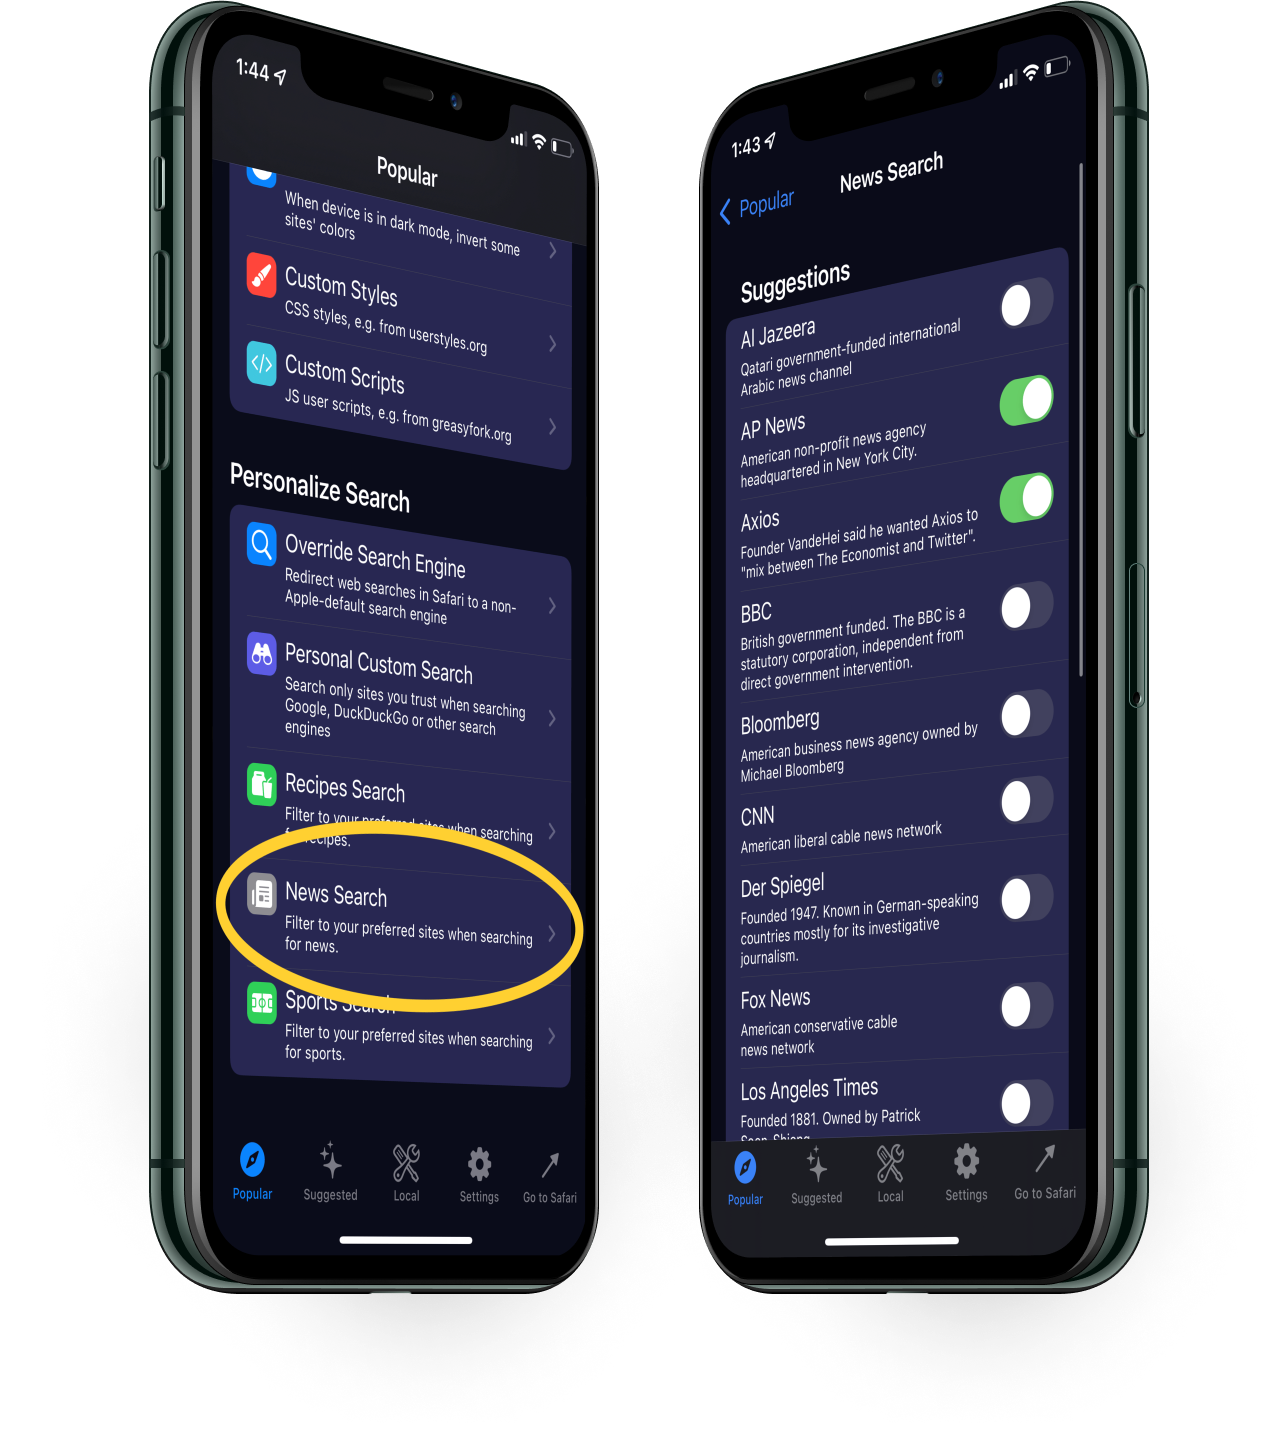 1:44
Popular
When device is in dark mode, invert some
sites' colors
Custom Styles
CSS styles, e.g. from userstyles.org
Custom Scripts
JS user scripts, e.g. from greasyfork.org
Personalize Search
Override Search Engine
Redirect web searches in Safari to a non-
Apple-default search engine
Personal Custom Search
Search only sites you trust when searching
Google, DuckDuckGo or other search
engines
Recipes Search
Filter to your preferred sites when searching
for recipes.
News Search
Filter to your preferred sites when searching
for news.
Sports Search
Filter to your preferred sites when searching
for sports.
Popular
Suggested
Local
Settings
Go to Safari
1:43
Popular
News Search
Suggestions
Al Jazeera
Qatari government-funded international
Arabic news channel
AP News
American non-profit news agency
headquartered in New York City.
Axios
Founder VandeHei said he wanted Axios to
"mix between The Economist and Twitter".
BBC
British government funded. The BBC is a
statutory corporation, independent from
direct government intervention.
Bloomberg
American business news agency owned by
Michael Bloomberg
CNN
American liberal cable news network
Der Spiegel
Founded 1947. Known in German-speaking
countries mostly for its investigative
journalism.
Fox News
American conservative cable
news network
Los Angeles Times
Founded 1881. Owned by Patrick
Soon-Shiong
Popular
Suggested
Local
Settings
Go to Safari